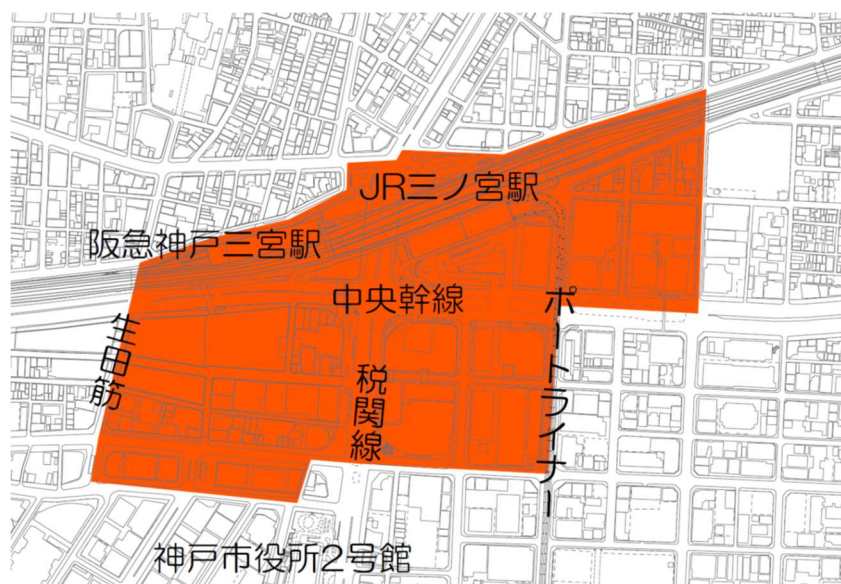 JR三ノ宮駅
阪急神戸三宮駅
中央幹線
ポートライナー
生田筋
税関線
神戸市役所2号館